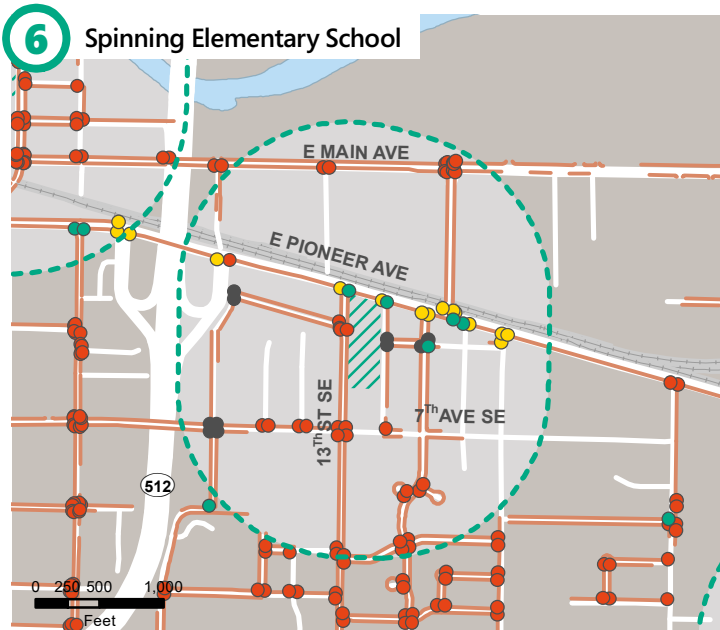 6 Spinning Elementary School
E MAIN AVE
E PIONEER AVE
13Th ST SE
7Th AVE SE
512
0 250 500 1,000
Feet